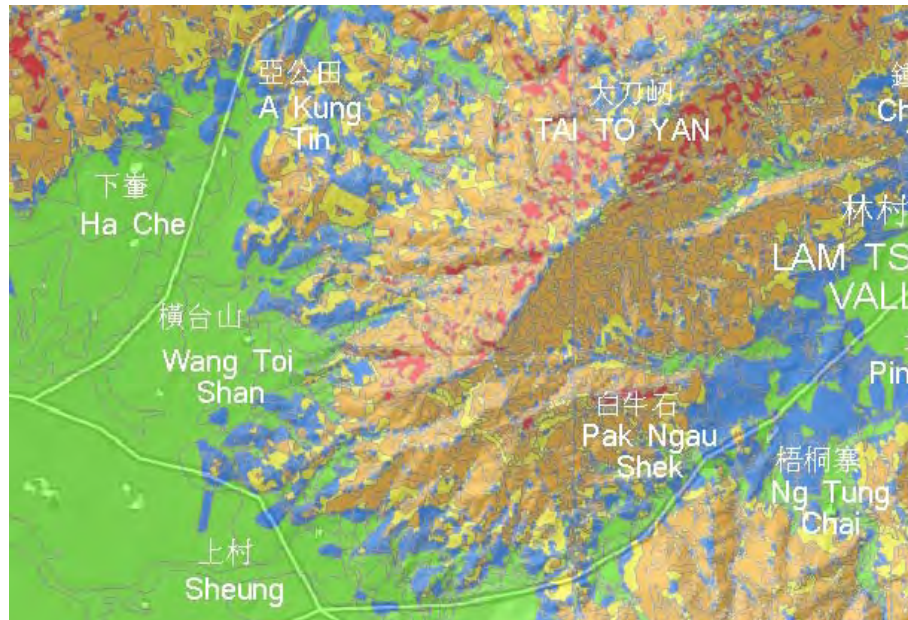 亞公田
A Kung
Tin
大刀屻
TAI TO YAN
Ch
下輋
Ha Che
林村
LAM TS
VALL
橫台山
Wang Toi
Shan
Pin
白牛石
Pak Ngau
Shek
梧桐寨
Ng Tung
Chai
上村
Sheung